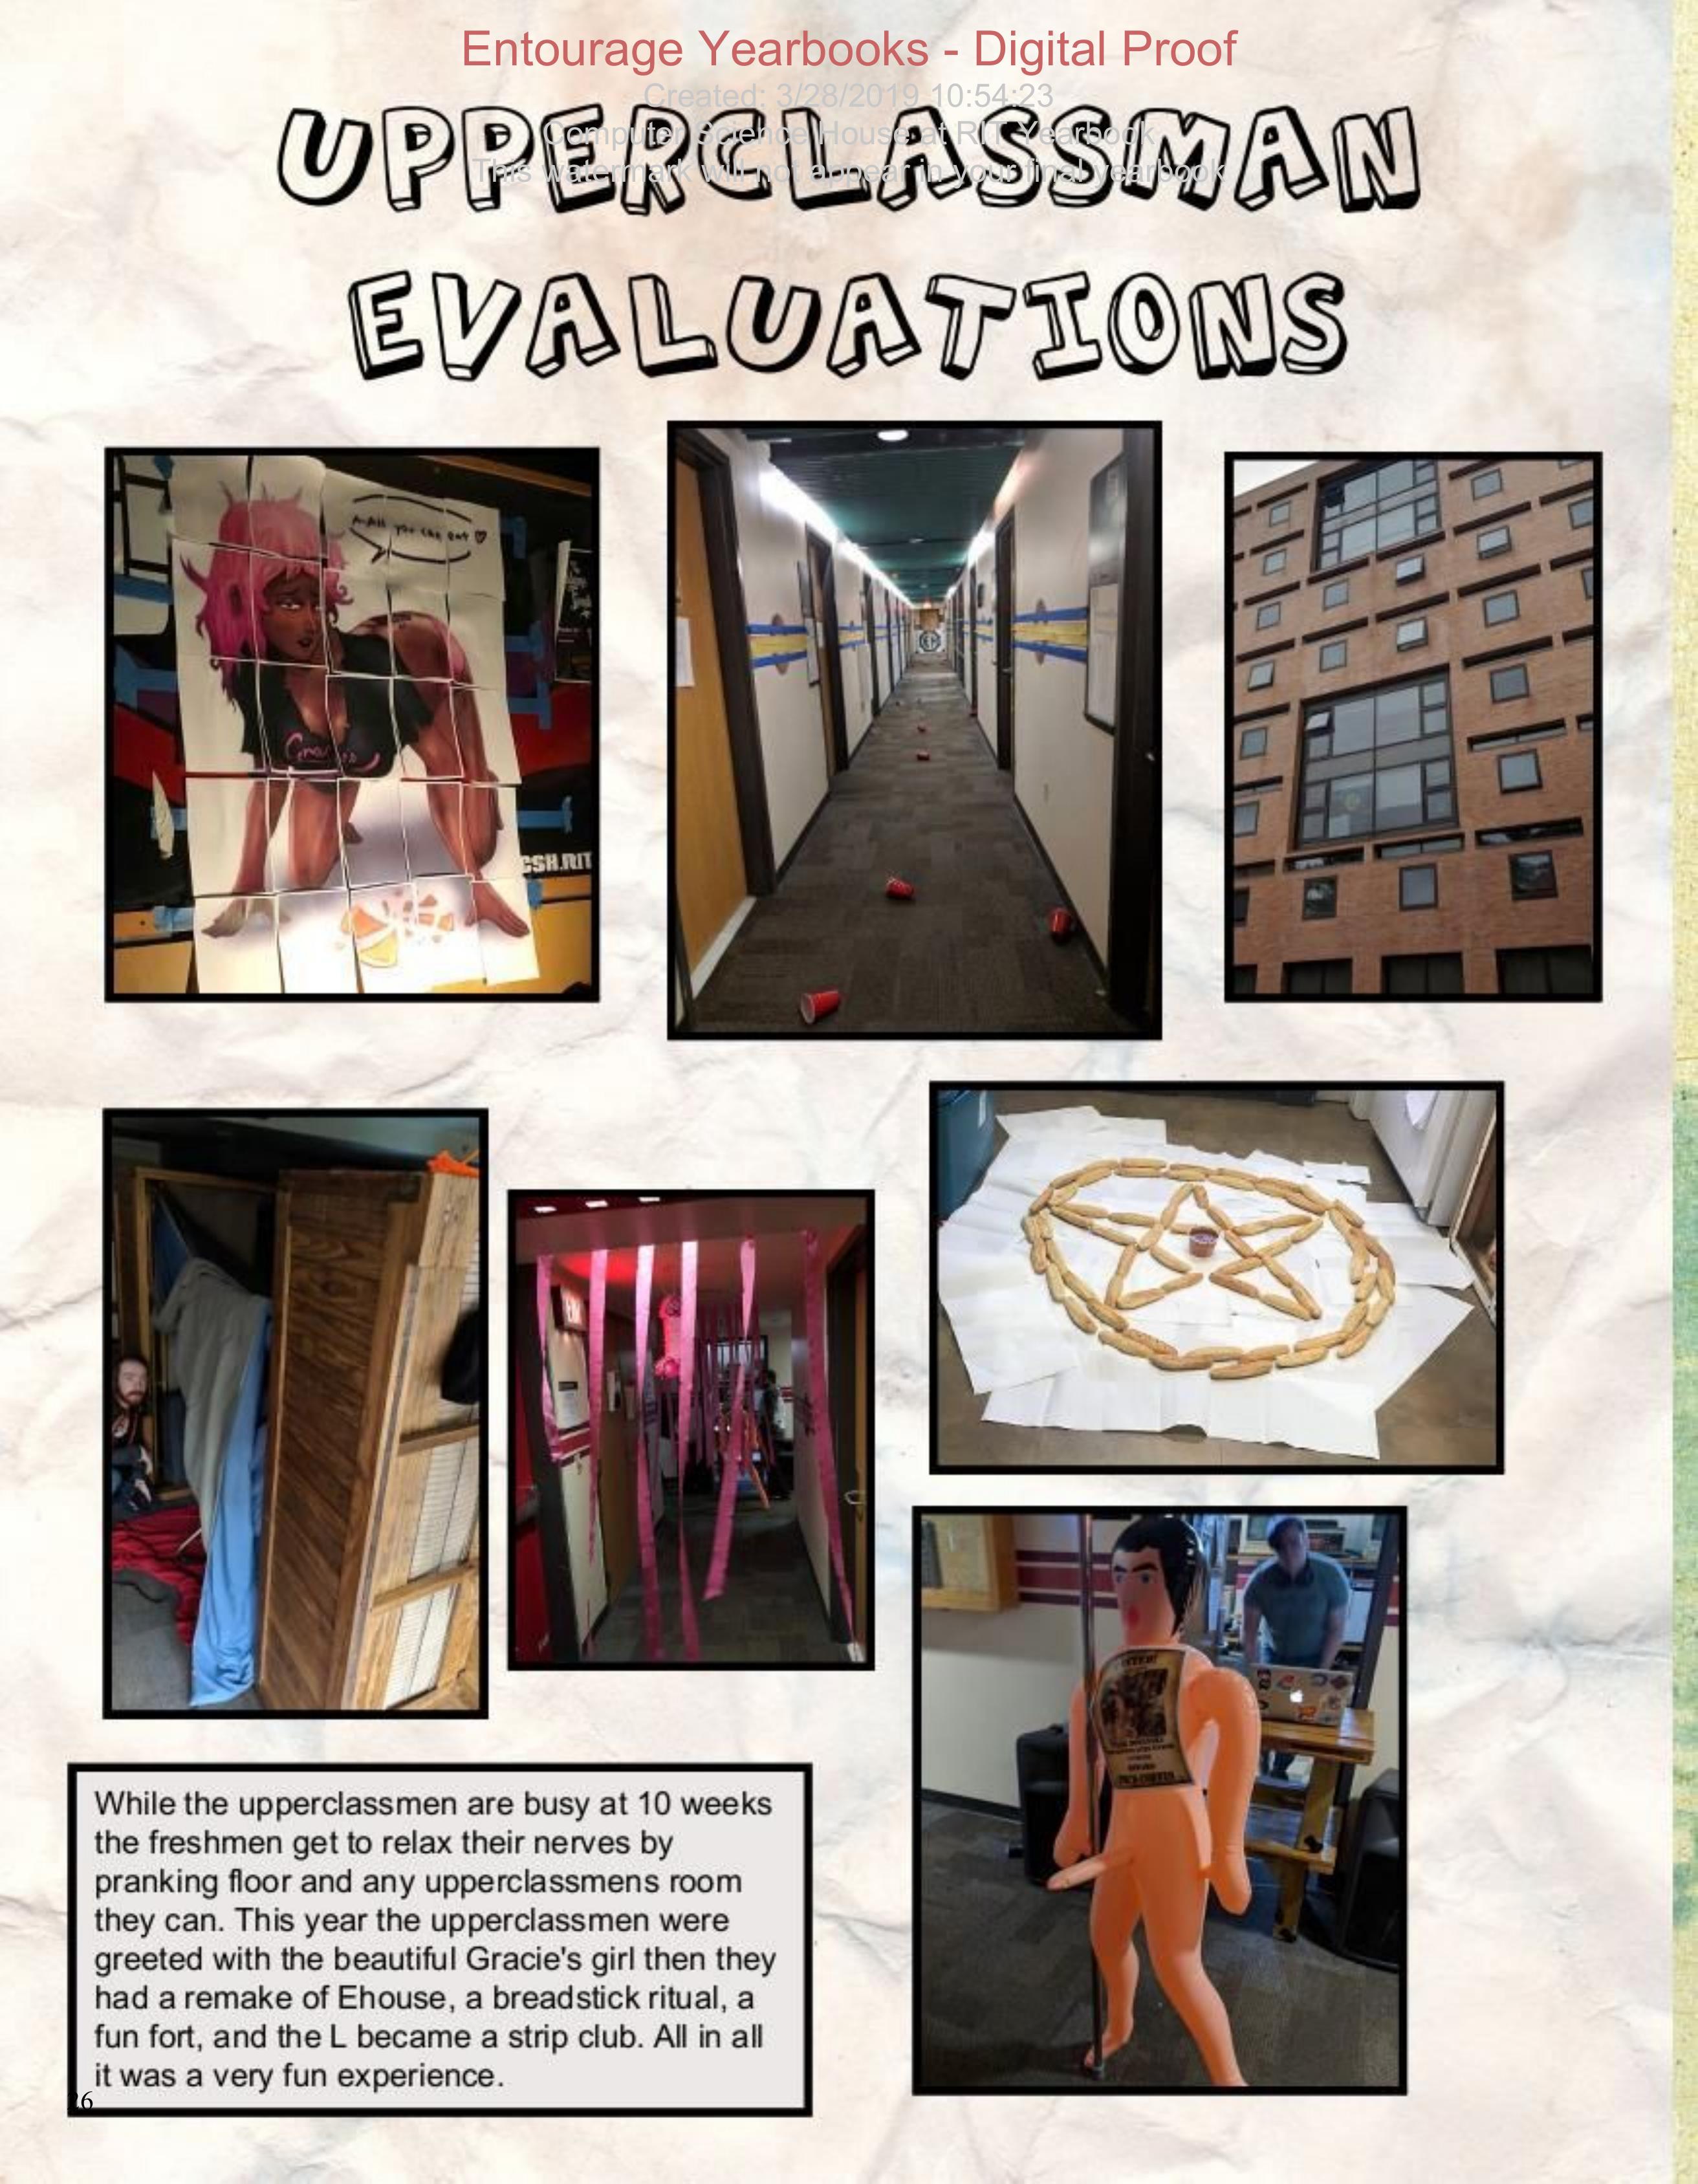 Entourage Yearbooks - Digital Proof
Created: 3/28/2019 10:54:23
Computer Science House at RIT Yearbook
This watermark will not appear in your final yearbook
UPPERCLASSMAN
EVALUATIONS
A-All you can eat ♡
CSH.RIT
While the upperclassmen are busy at 10 weeks
the freshmen get to relax their nerves by
pranking floor and any upperclassmens room
they can. This year the upperclassmen were
greeted with the beautiful Gracie's girl then they
had a remake of Ehouse, a breadstick ritual, a
fun fort, and the L became a strip club. All in all
it was a very fun experience.
26